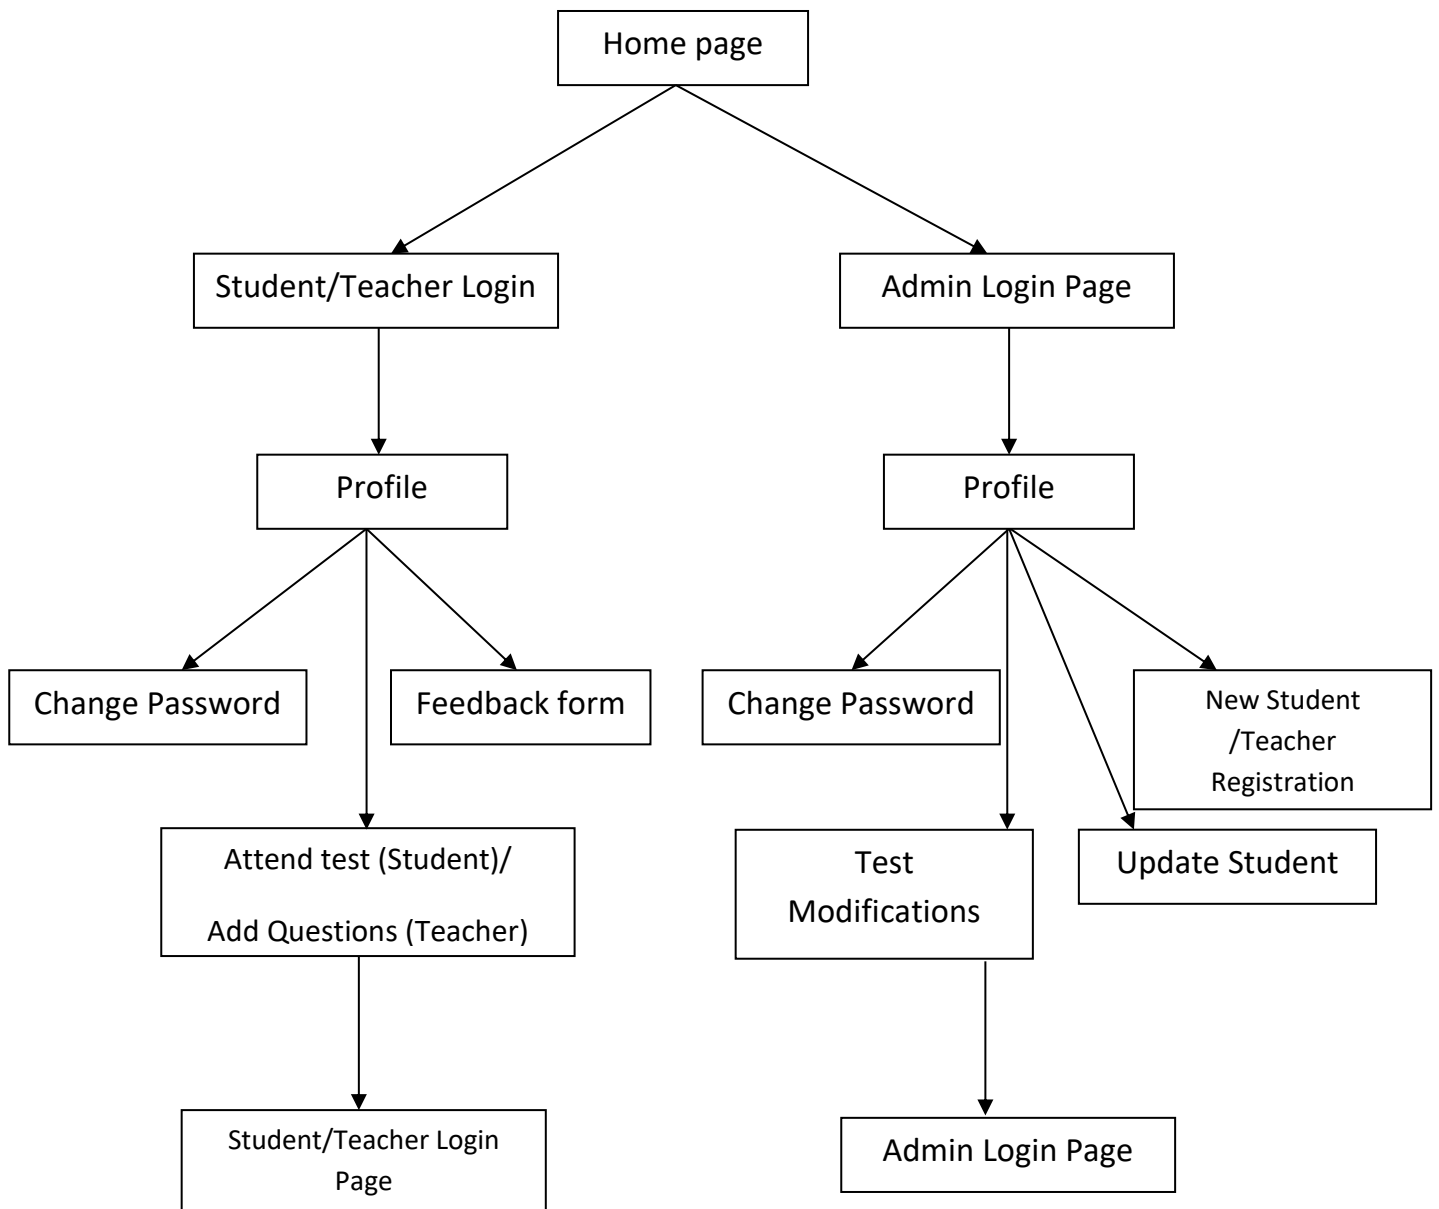 Home page
Student/Teacher Login
Admin Login Page
Profile
Profile
Change Password
Feedback form
Change Password
New Student
/Teacher
Registration
Attend test (Student)/
Add Questions (Teacher)
Test
Modifications
Update Student
Student/Teacher Login
Page
Admin Login Page